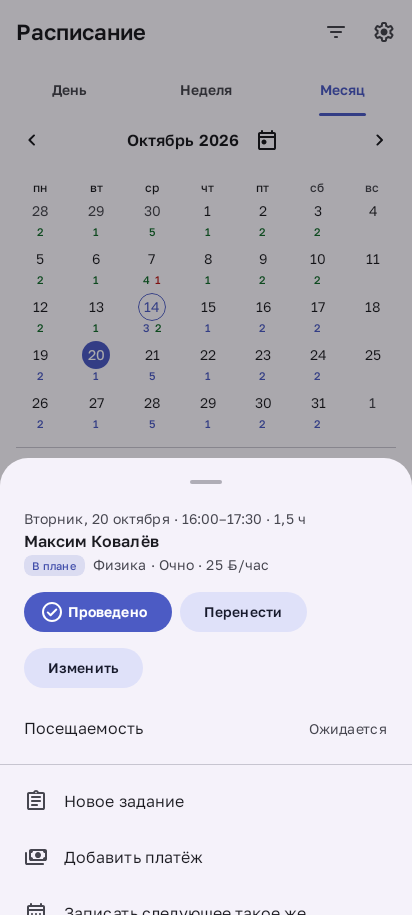 Расписание
День Неделя Месяц
Октябрь 2026
пн вт ср чт пт сб вс
28 29 30 1 2 3 4
2 1 5 1 2 2
5 6 7 8 9 10 11
2 1 4 1 1 2 2
12 13 14 15 16 17 18
2 1 3 2 1 2 2
19 20 21 22 23 24 25
2 1 5 1 2 2
26 27 28 29 30 31 1
2 1 5 1 2 2
Вторник, 20 октября · 16:00–17:30 · 1,5 ч
Максим Ковалёв
В плане Физика · Очно · 25 Ƃ/час
Проведено Перенести
Изменить
Посещаемость Ожидается
Новое задание
Добавить платёж
Записать следующее такое же